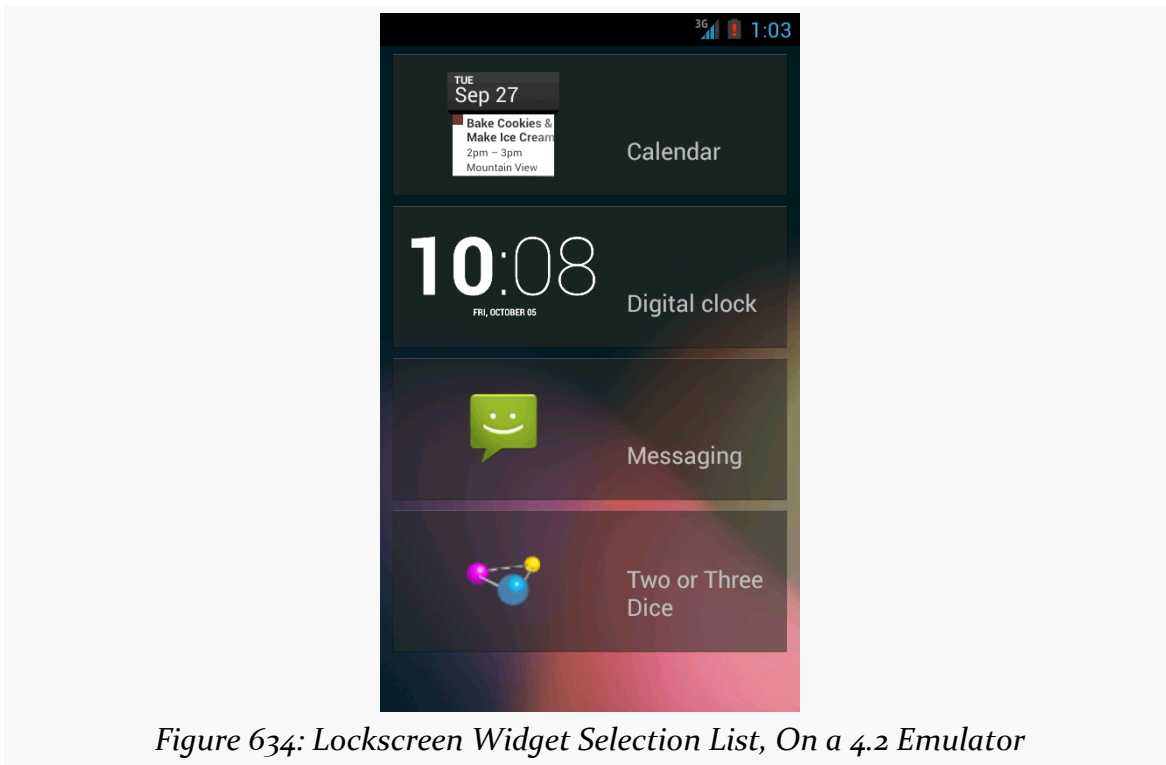 3G 1:03
TUE
Sep 27
Bake Cookies &
Make Ice Cream
2pm – 3pm
Mountain View
Calendar
10:08
FRI, OCTOBER 05
Digital clock
Messaging
Two or Three
Dice
Figure 634: Lockscreen Widget Selection List, On a 4.2 Emulator